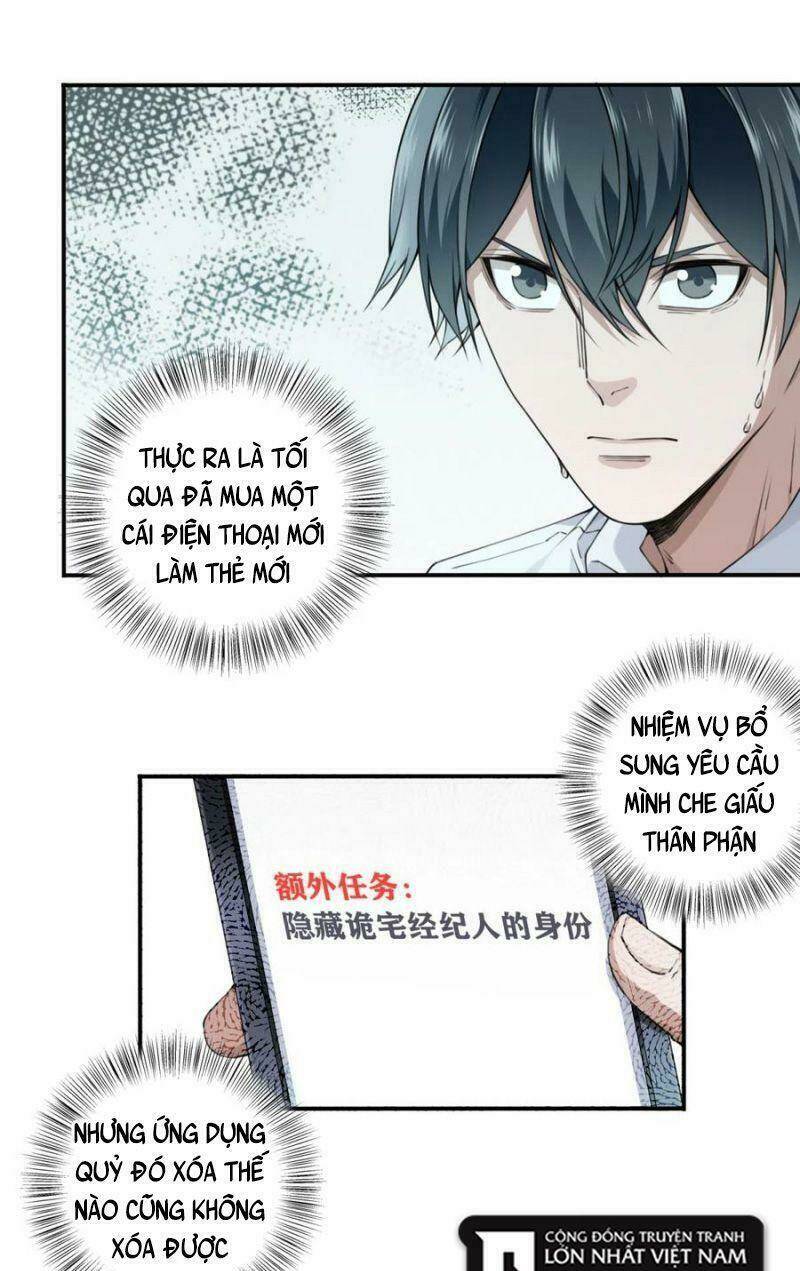 THỰC RA LÀ TỐI
QUA ĐÃ MUA MỘT
CÁI ĐIỆN THOẠI MỚI
LÀM THẺ MỚI
NHIỆM VỤ BỔ
SUNG YÊU CẦU
MÌNH CHE GIẤU
THÂN PHẬN
额外任务:
隐藏诡宅经纪人的身份
NHƯNG ỨNG DỤNG
QUỶ ĐÓ XÓA THẾ
NÀO CŨNG KHÔNG
XÓA ĐƯỢC
CỘNG ĐỒNG TRUYỆN TRANH
LỚN NHẤT VIỆT NAM